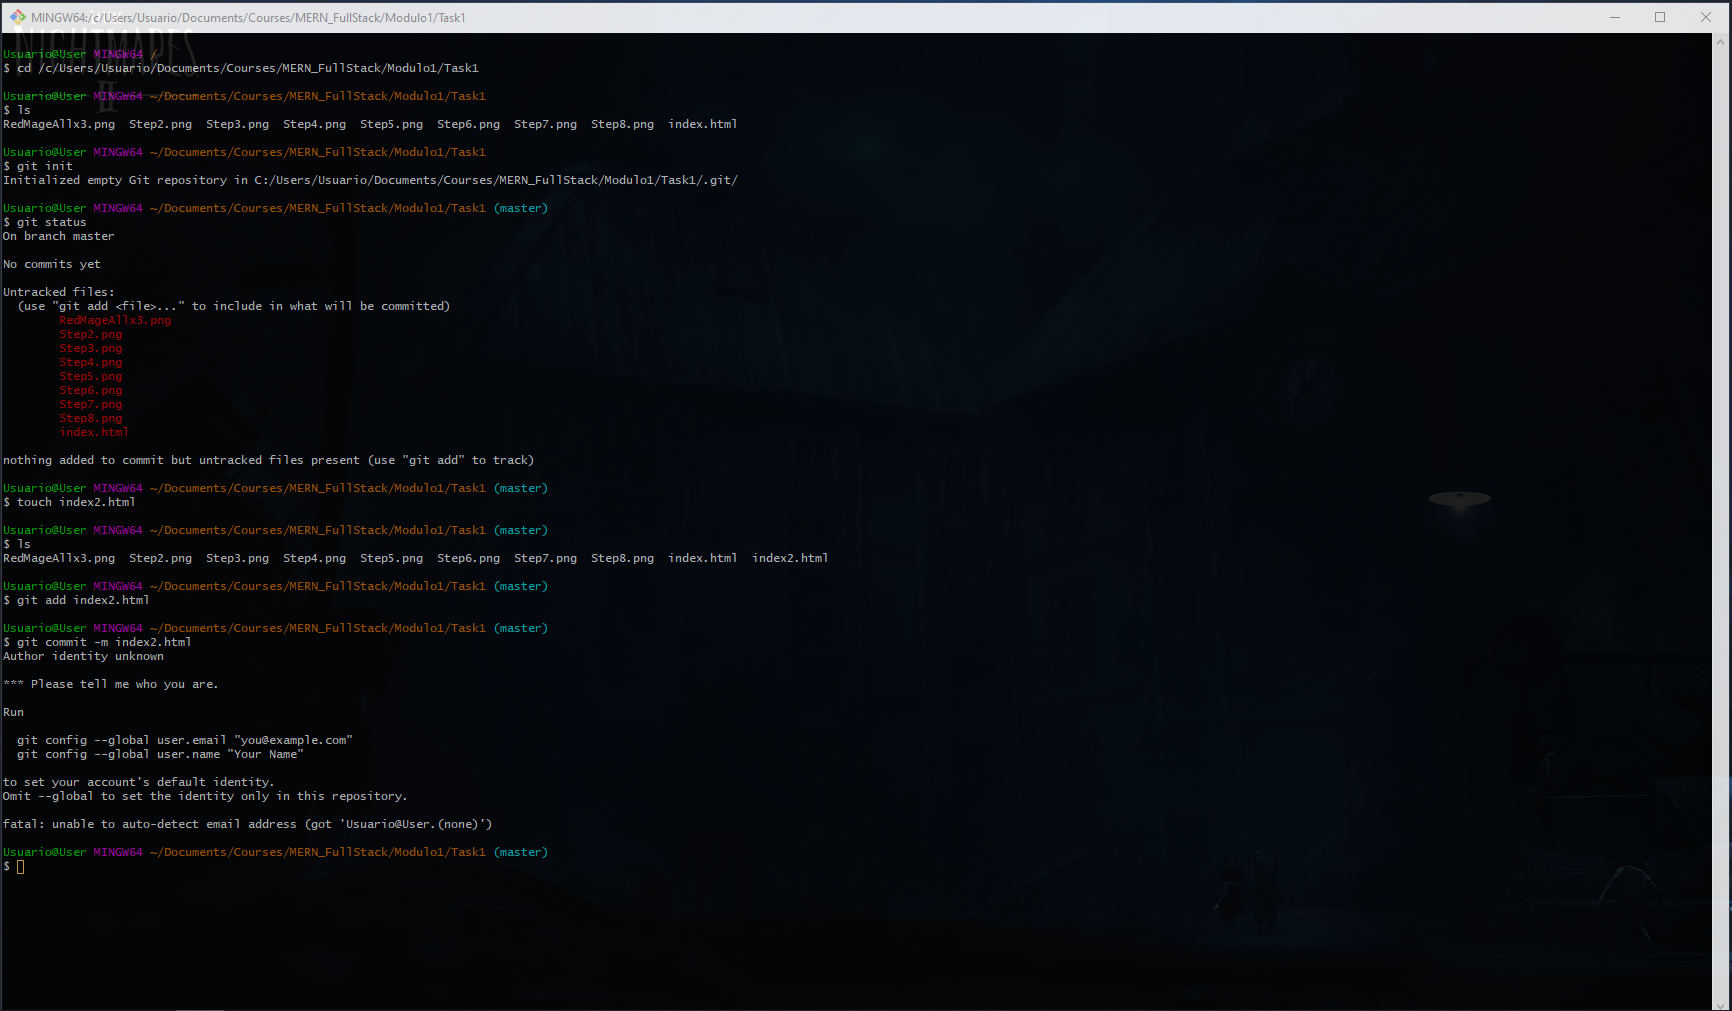 MINGW64:/c/Users/Usuario/Documents/Courses/MERN_FullStack/Modulo1/Task1
NIGHTMARES
II
Usuario@User MINGW64 /
$ cd /c/Users/Usuario/Documents/Courses/MERN_FullStack/Modulo1/Task1
Usuario@User MINGW64 ~/Documents/Courses/MERN_FullStack/Modulo1/Task1
$ ls
RedMageAllx3.png  Step2.png  Step3.png  Step4.png  Step5.png  Step6.png  Step7.png  Step8.png  index.html
Usuario@User MINGW64 ~/Documents/Courses/MERN_FullStack/Modulo1/Task1
$ git init
Initialized empty Git repository in C:/Users/Usuario/Documents/Courses/MERN_FullStack/Modulo1/Task1/.git/
Usuario@User MINGW64 ~/Documents/Courses/MERN_FullStack/Modulo1/Task1 (master)
$ git status
On branch master
No commits yet
Untracked files:
  (use "git add <file>..." to include in what will be committed)
        RedMageAllx3.png
        Step2.png
        Step3.png
        Step4.png
        Step5.png
        Step6.png
        Step7.png
        Step8.png
        index.html
nothing added to commit but untracked files present (use "git add" to track)
Usuario@User MINGW64 ~/Documents/Courses/MERN_FullStack/Modulo1/Task1 (master)
$ touch index2.html
Usuario@User MINGW64 ~/Documents/Courses/MERN_FullStack/Modulo1/Task1 (master)
$ ls
RedMageAllx3.png  Step2.png  Step3.png  Step4.png  Step5.png  Step6.png  Step7.png  Step8.png  index.html  index2.html
Usuario@User MINGW64 ~/Documents/Courses/MERN_FullStack/Modulo1/Task1 (master)
$ git add index2.html
Usuario@User MINGW64 ~/Documents/Courses/MERN_FullStack/Modulo1/Task1 (master)
$ git commit -m index2.html
Author identity unknown
*** Please tell me who you are.
Run
  git config --global user.email "you@example.com"
  git config --global user.name "Your Name"
to set your account's default identity.
Omit --global to set the identity only in this repository.
fatal: unable to auto-detect email address (got 'Usuario@User.(none)')
Usuario@User MINGW64 ~/Documents/Courses/MERN_FullStack/Modulo1/Task1 (master)
$